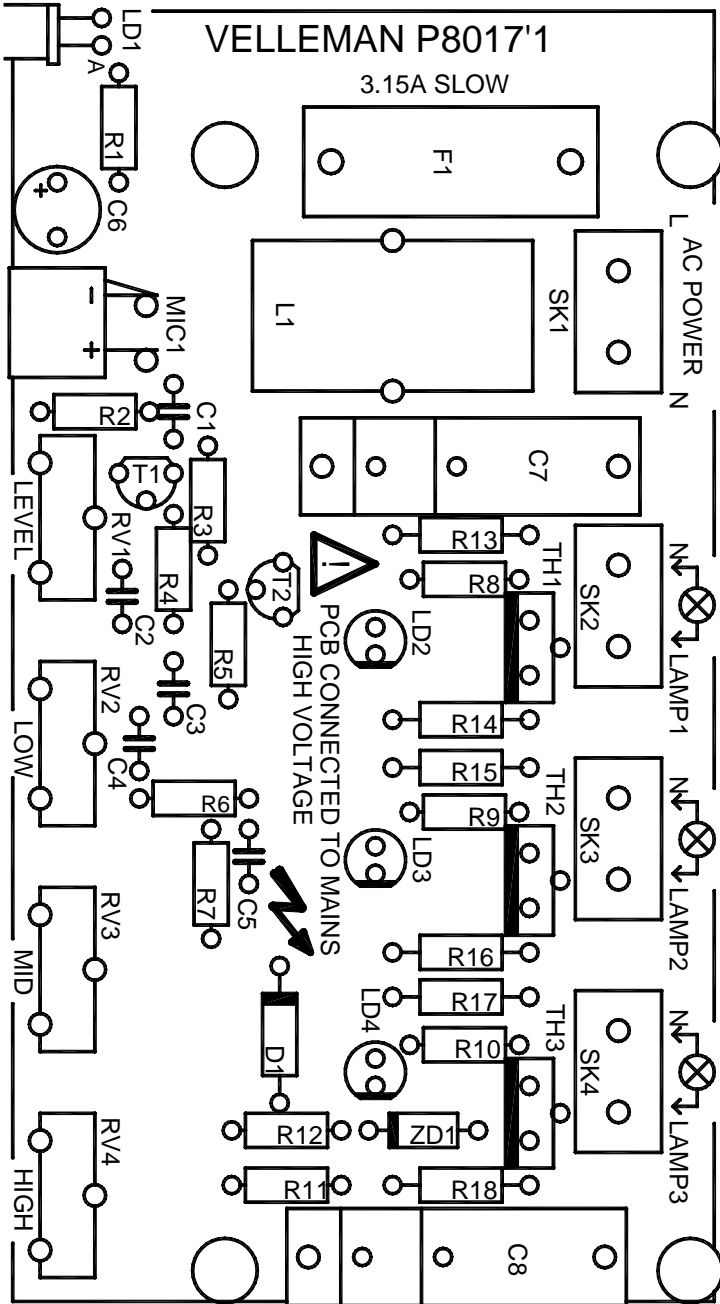 VELLEMAN P8017'1
3.15A SLOW
LD1
A
R1
F1
+
C6
L AC POWER N
L1
SK1
MIC1
-
+
R2
C1
C7
T1
R3
LEVEL
RV1
R4
R13
!
T2
R8
TH1
SK2
N
LAMP1
C2
PCB CONNECTED TO MAINS
HIGH VOLTAGE
LD2
R5
RV2
C3
R14
LOW
C4
R15
R6
R9
TH2
SK3
N
LAMP2
LD3
R7
C5
RV3
MID
R16
R17
LD4
TH3
D1
R10
SK4
N
LAMP3
RV4
R12
ZD1
HIGH
R11
R18
C8